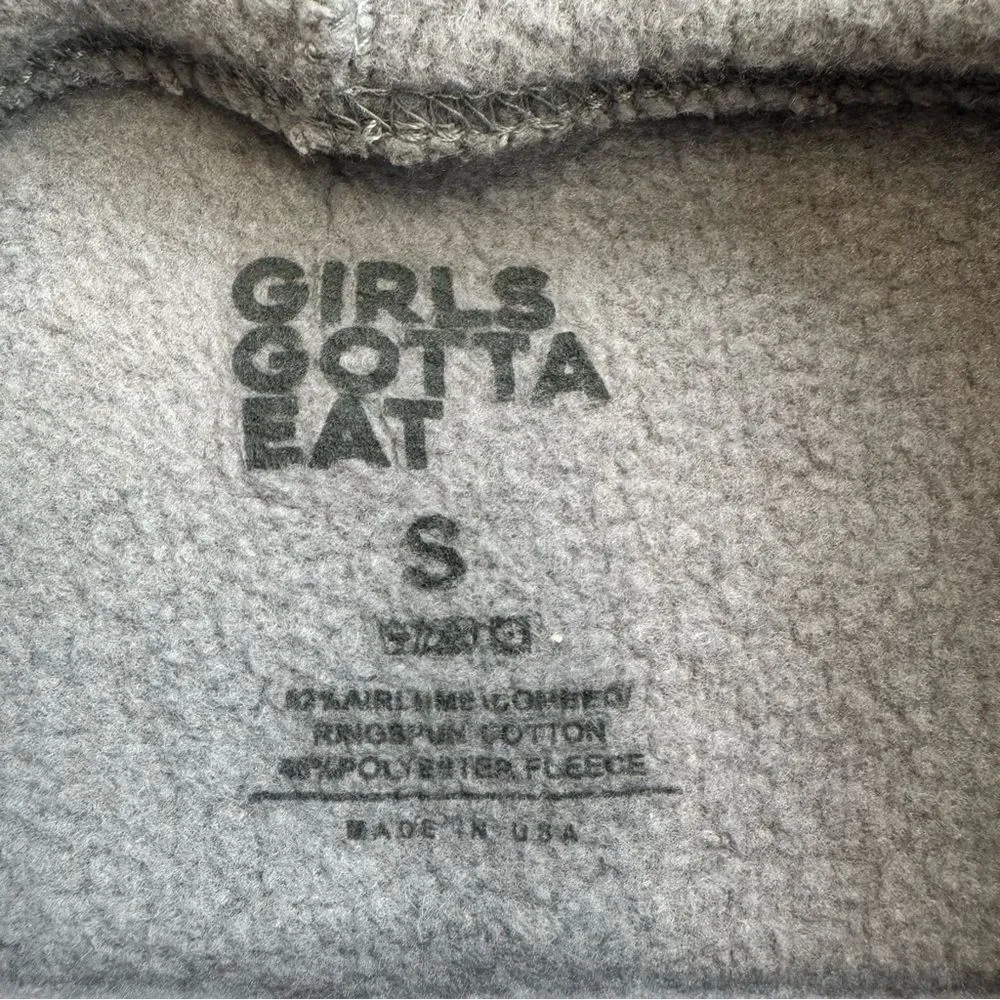 GIRLS
GOTTA
EAT
S
RINGSPUN COTTON
POLYESTER FLEECE
MADE IN USA